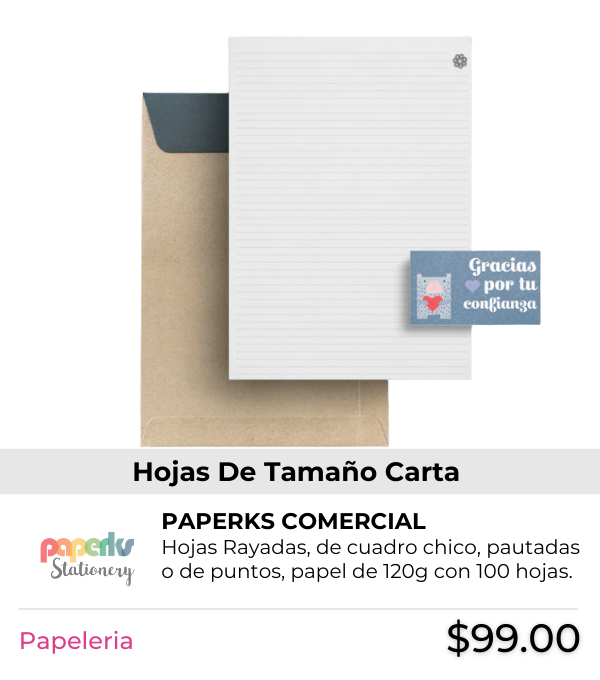 Gracias
por tu
confianza
Hojas De Tamaño Carta
PAPERKS COMERCIAL
Hojas Rayadas, de cuadro chico, pautadas
o de puntos, papel de 120g con 100 hojas.
paperks
Stationery
Papeleria
$99.00